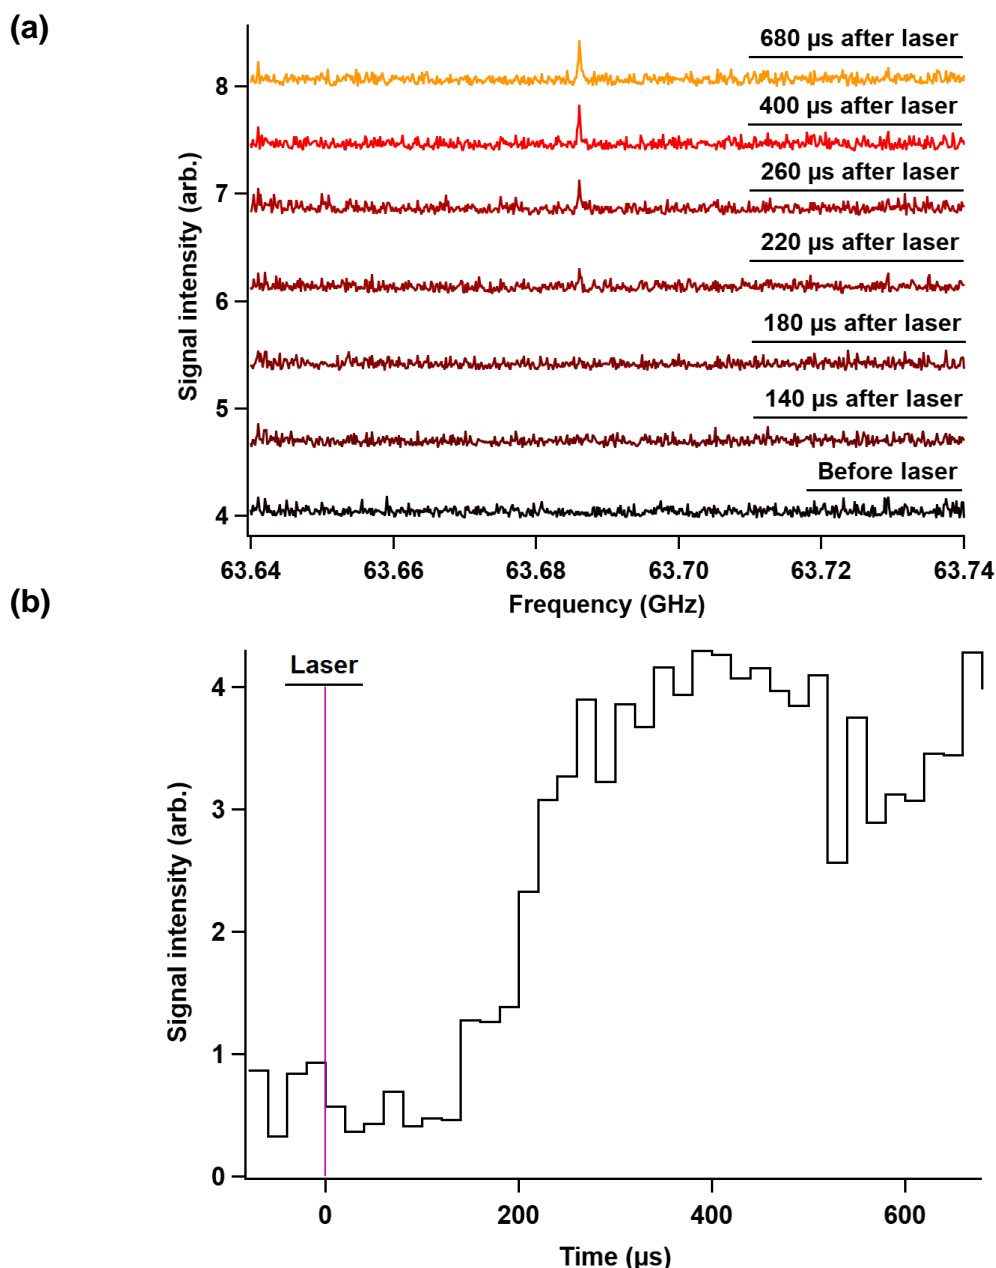 (a)
680 µs after laser
400 µs after laser
260 µs after laser
220 µs after laser
180 µs after laser
140 µs after laser
Before laser
Signal intensity (arb.)
8
7
6
5
4
63.64 63.66 63.68 63.70 63.72 63.74
Frequency (GHz)
(b)
Laser
Signal intensity (arb.)
4
3
2
1
0
0 200 400 600
Time (µs)